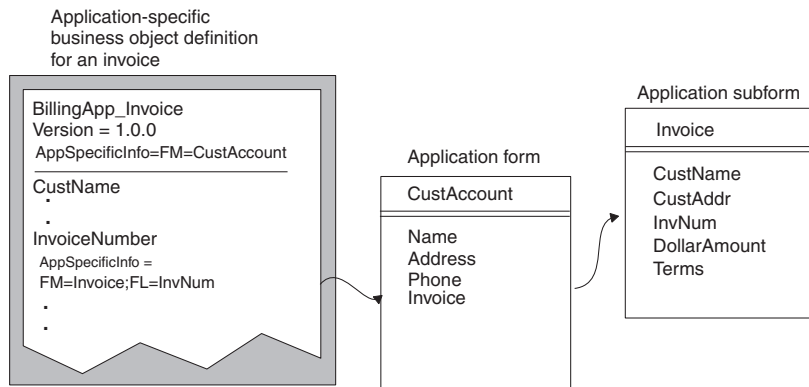 Application-specific
business object definition
for an invoice
BillingApp_Invoice
Version = 1.0.0
AppSpecificInfo=FM=CustAccount
CustName
.
.
InvoiceNumber
AppSpecificInfo =
FM=Invoice;FL=InvNum
.
.
Application form
CustAccount
Name
Address
Phone
Invoice
Application subform
Invoice
CustName
CustAddr
InvNum
DollarAmount
Terms